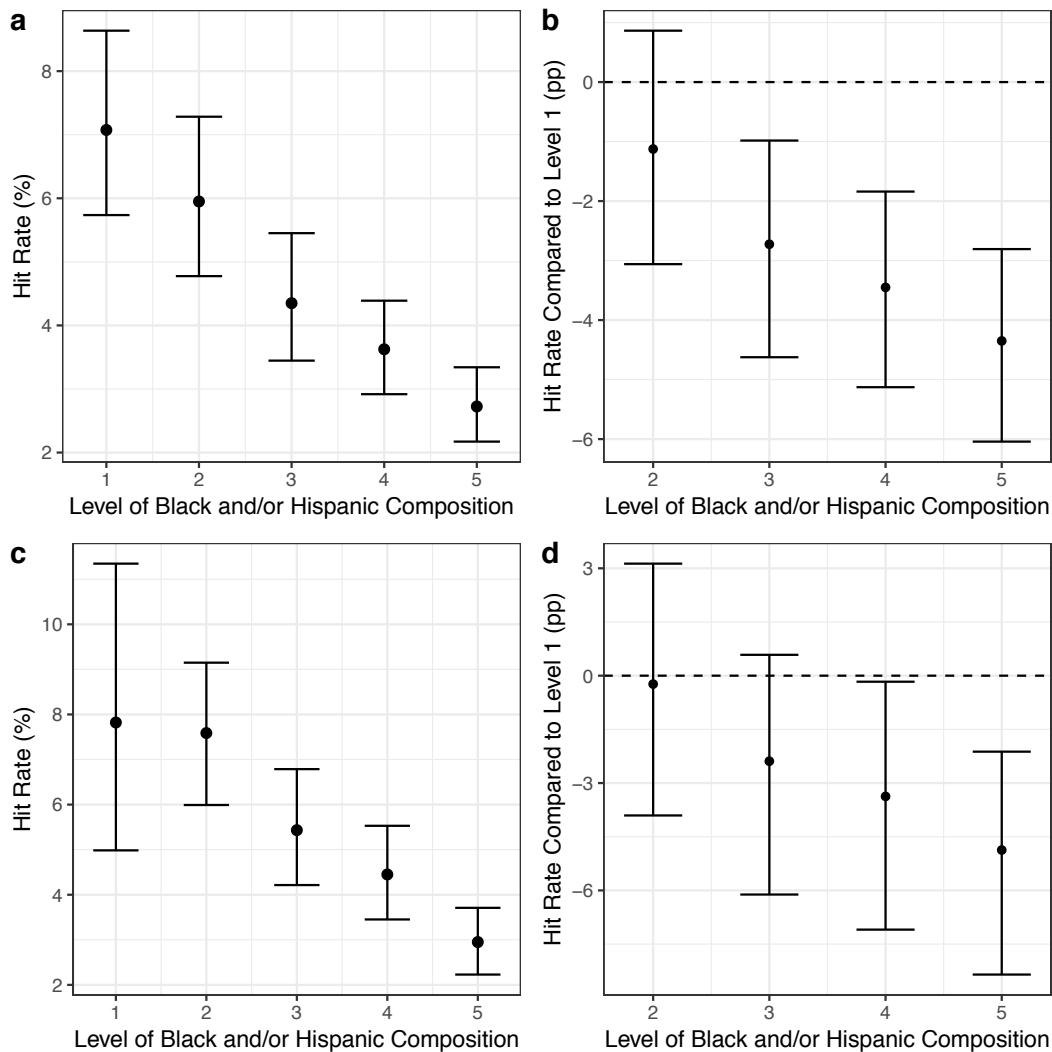 a
8
6
4
2
Hit Rate (%)
1 2 3 4 5
Level of Black and/or Hispanic Composition
b
0
−2
−4
−6
Hit Rate Compared to Level 1 (pp)
2 3 4 5
Level of Black and/or Hispanic Composition
c
10
8
6
4
2
Hit Rate (%)
1 2 3 4 5
Level of Black and/or Hispanic Composition
d
3
0
−3
−6
Hit Rate Compared to Level 1 (pp)
2 3 4 5
Level of Black and/or Hispanic Composition